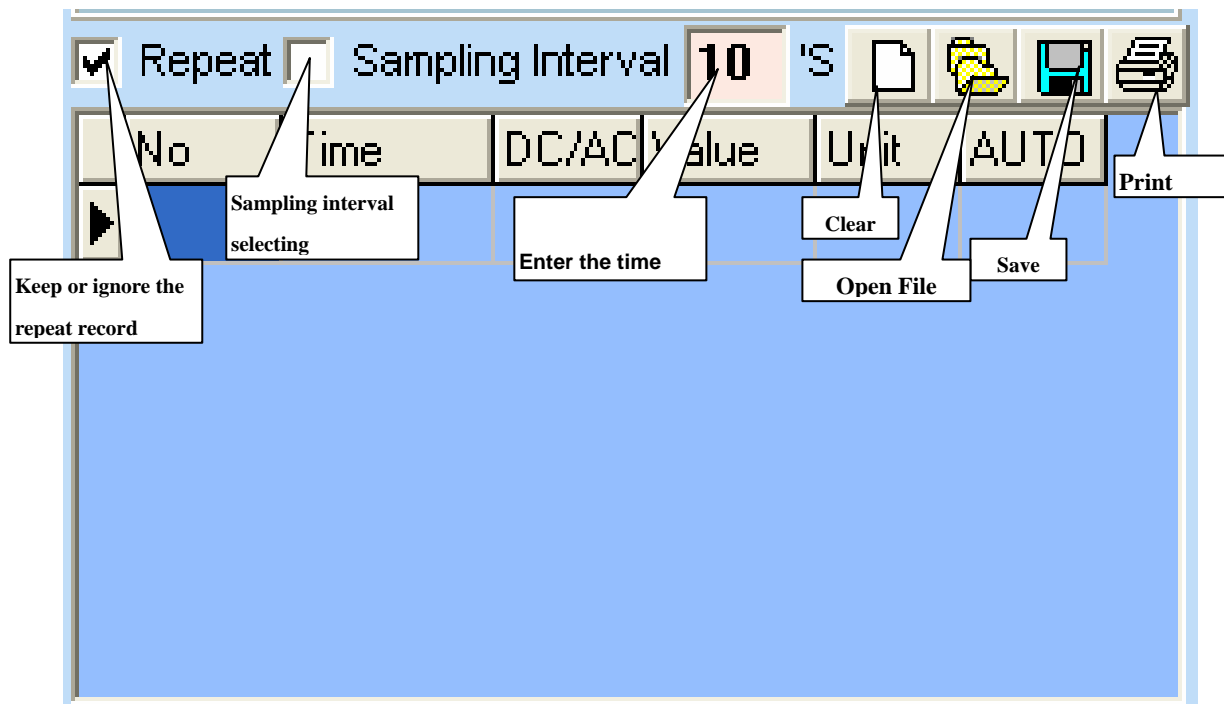 Repeat Sampling Interval 10 'S
No Time DC/AC Value Unit AUTO
Print
Sampling interval
selecting
Clear
Enter the time
Save
Keep or ignore the
repeat record
Open File